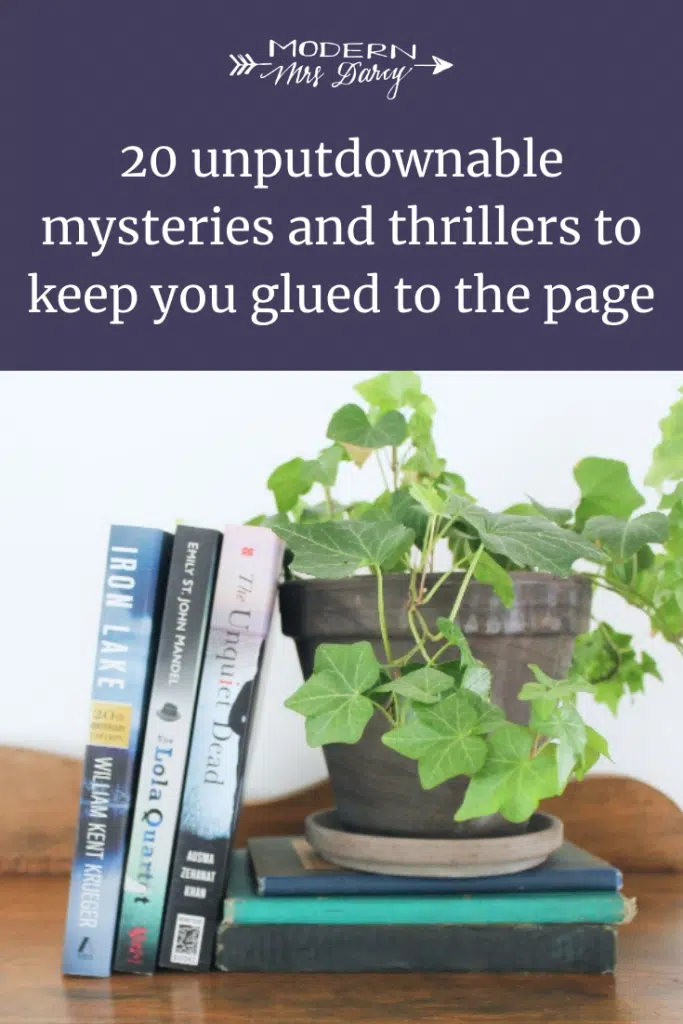 MODERN
Mrs Darcy
20 unputdownable
mysteries and thrillers to
keep you glued to the page
IRON LAKE
20th
ANNIVERSARY
EDITION
WILLIAM KENT KRUEGER
EMILY ST. JOHN MANDEL
The Lola Quartet
The Unquiet Dead
AUSMA
ZEHANAT
KHAN